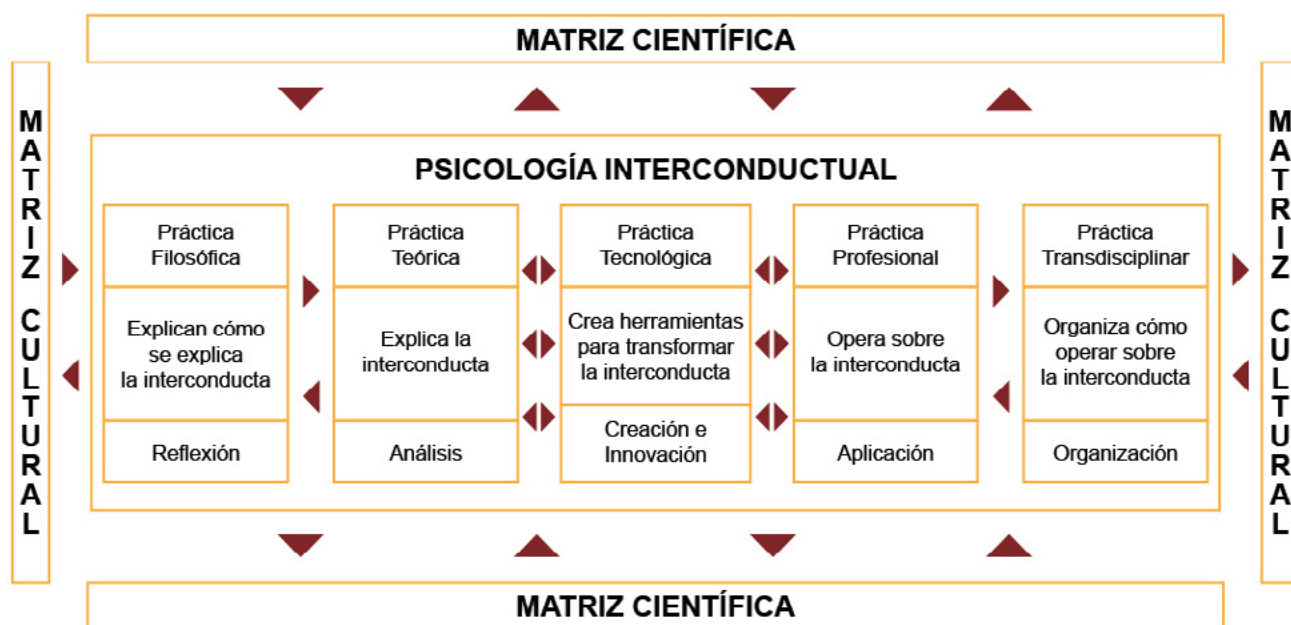 MATRIZ CIENTÍFICA
MATRIZ CULTURAL
PSICOLOGÍA INTERCONDUCTUAL
Práctica
Filosófica
Explican cómo
se explica
la interconducta
Reflexión
Práctica
Teórica
Explica la
interconducta
Análisis
Práctica
Tecnológica
Crea herramientas
para transformar
la interconducta
Creación e
Innovación
Práctica
Profesional
Opera sobre
la interconducta
Aplicación
Práctica
Transdisciplinar
Organiza cómo
operar sobre
la interconducta
Organización
MATRIZ CULTURAL
MATRIZ CIENTÍFICA